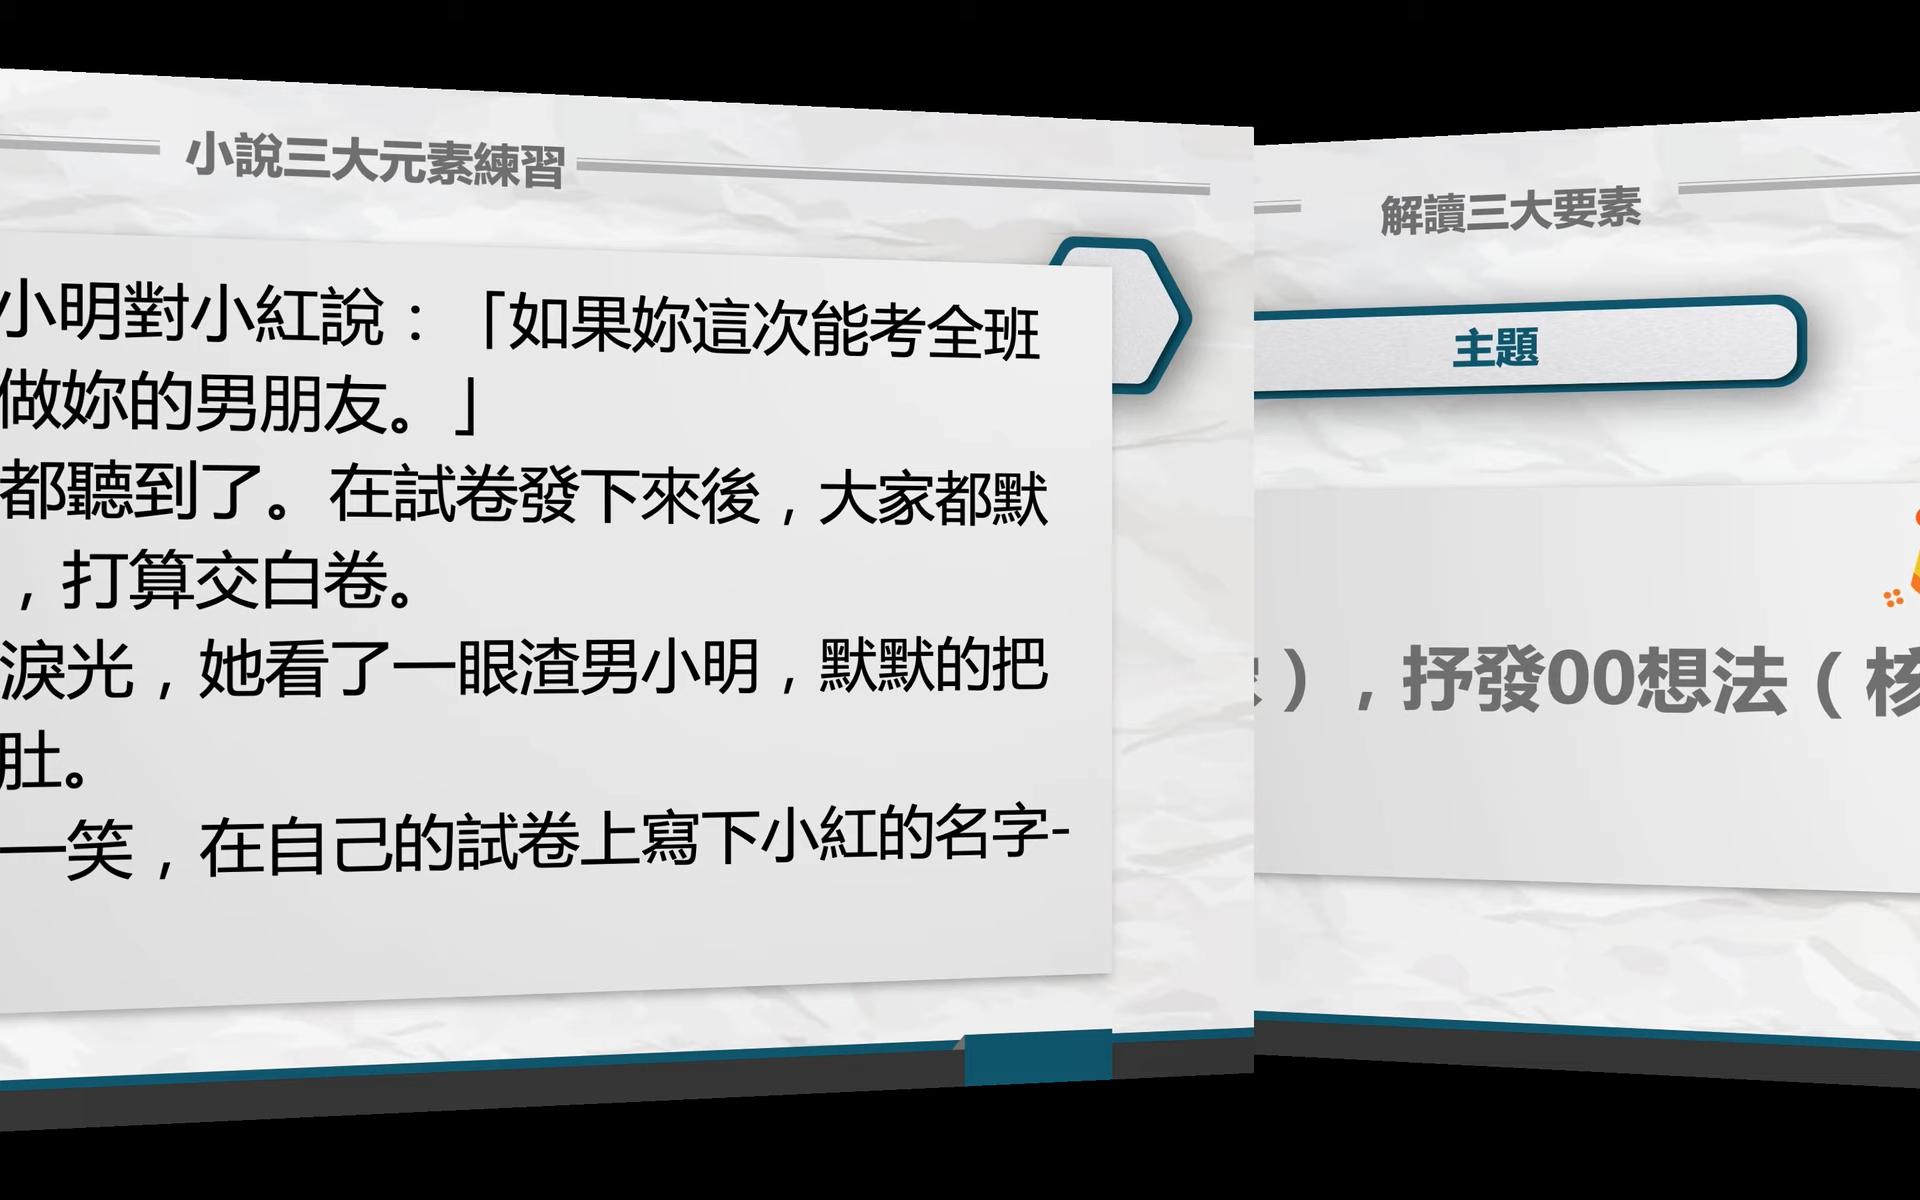 小說三大元素練習
小明對小紅說：「如果妳這次能考全班
做妳的男朋友。」
都聽到了。在試卷發下來後，大家都默
，打算交白卷。
淚光，她看了一眼渣男小明，默默的把
肚。
一笑，在自己的試卷上寫下小紅的名字-
解讀三大要素
主題
），抒發00想法（核